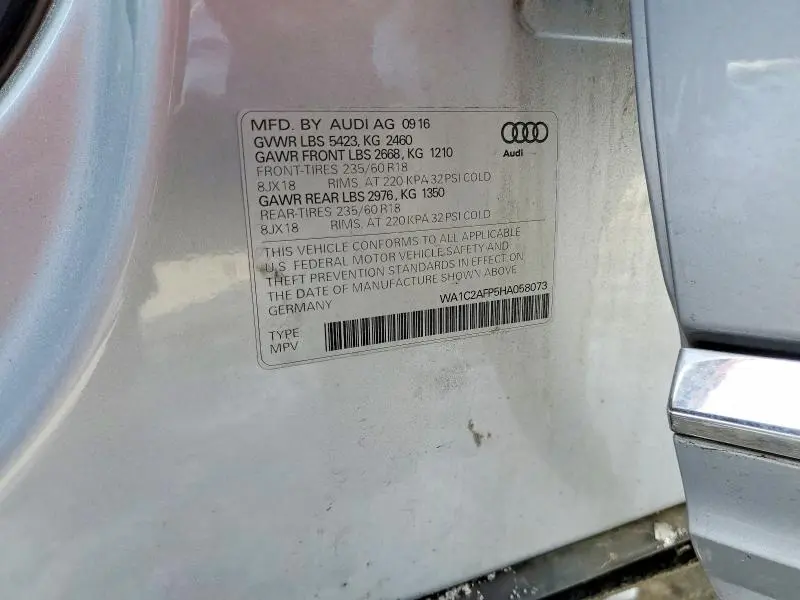 MFD. BY AUDI AG 09 16
GVWR LBS 5423, KG 2460
GAWR FRONT LBS 2668, KG 1210
FRONT-TIRES 235/60 R18
8JX18 RIMS, AT 220 KPA 32 PSI COLD
GAWR REAR LBS 2976, KG 1350
REAR-TIRES 235/60 R18
8JX18 RIMS, AT 220 KPA 32 PSI COLD
Audi
THIS VEHICLE CONFORMS TO ALL APPLICABLE
U.S. FEDERAL MOTOR VEHICLE SAFETY AND
THEFT PREVENTION STANDARDS IN EFFECT ON
THE DATE OF MANUFACTURE SHOWN ABOVE
GERMANY WA1C2AFP5HA058073
TYPE
MPV